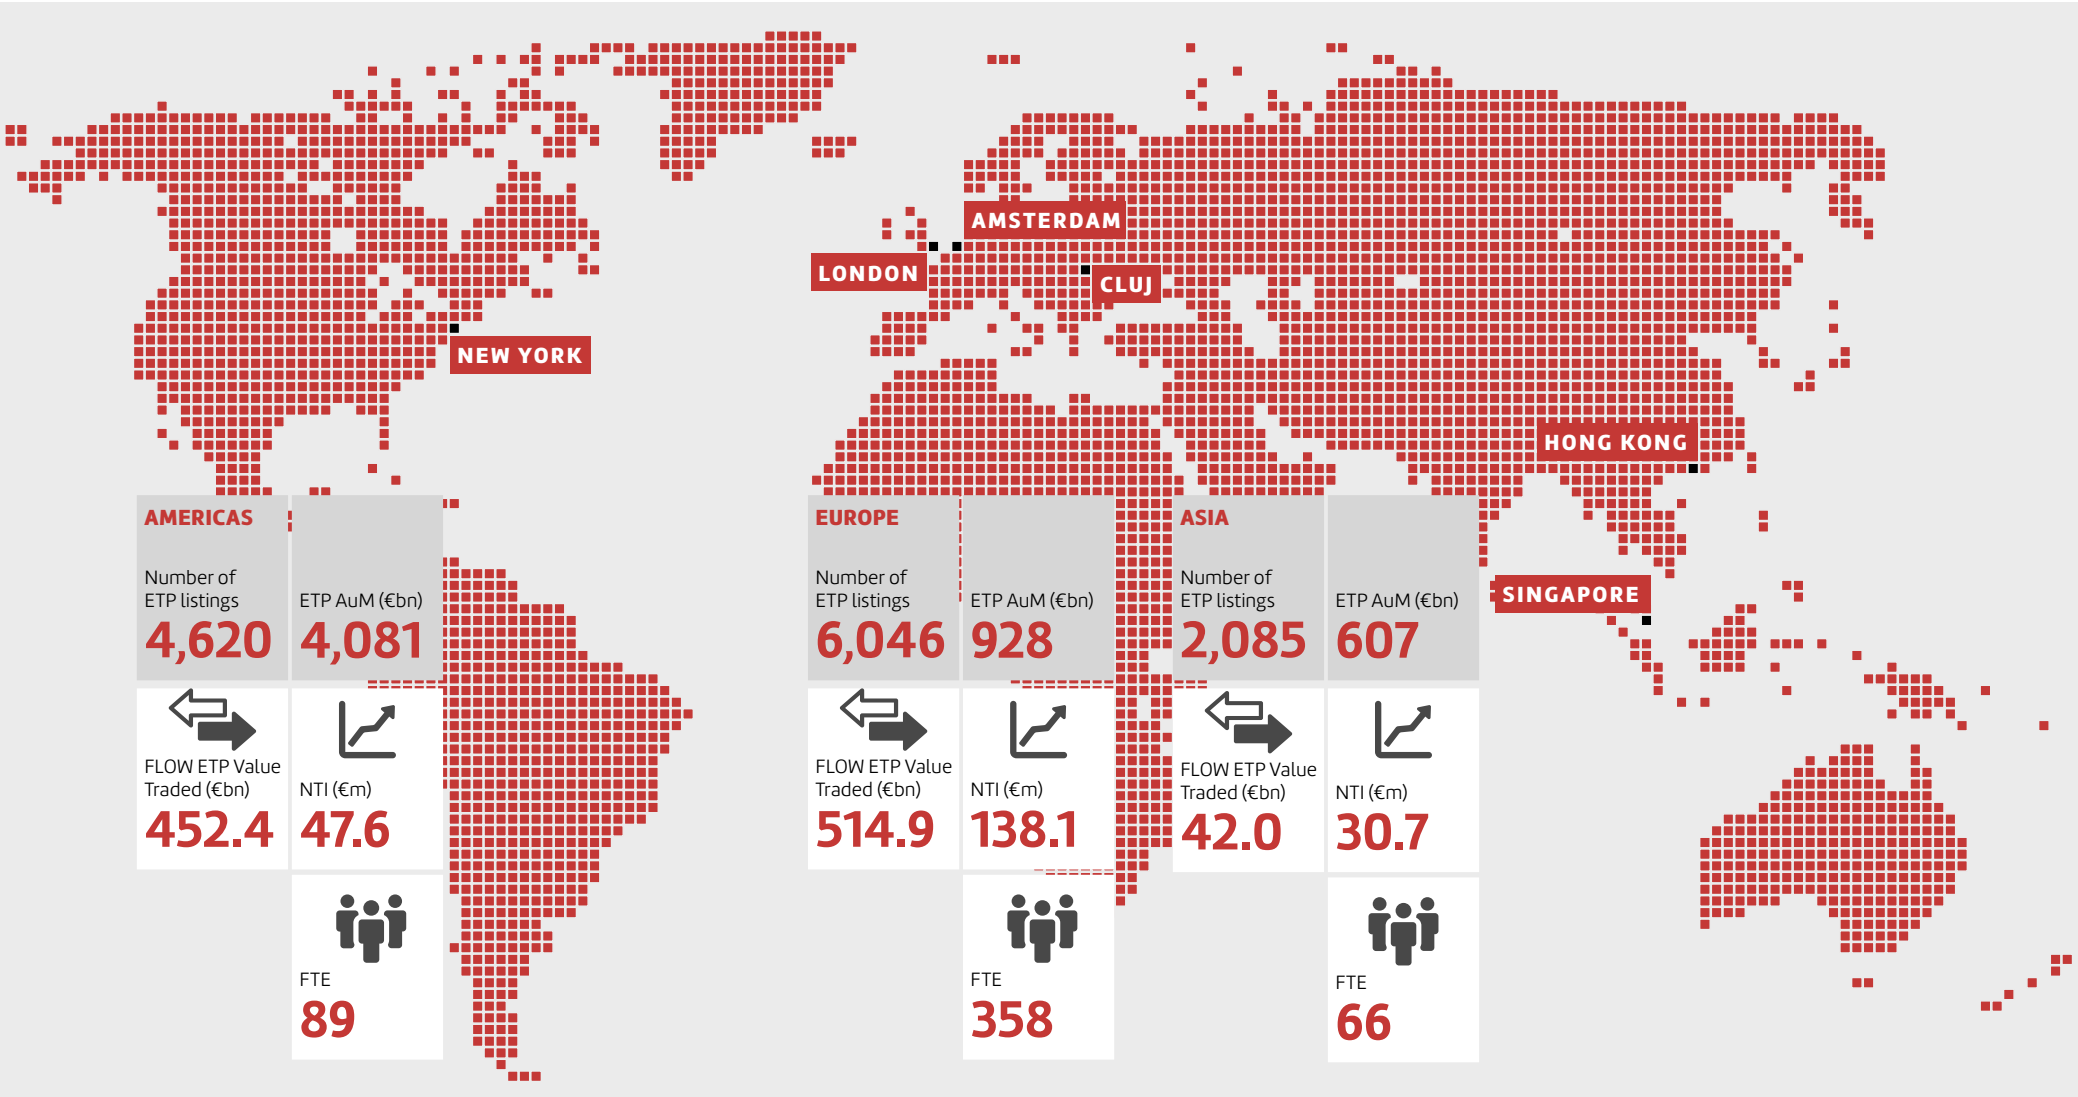 AMSTERDAM
LONDON
CLUJ
NEW YORK
HONG KONG
SINGAPORE
AMERICAS
Number of
ETP listings
4,620
ETP AuM (€bn)
4,081
FLOW ETP Value
Traded (€bn)
452.4
NTI (€m)
47.6
FTE
89
EUROPE
Number of
ETP listings
6,046
ETP AuM (€bn)
928
FLOW ETP Value
Traded (€bn)
514.9
NTI (€m)
138.1
FTE
358
ASIA
Number of
ETP listings
2,085
ETP AuM (€bn)
607
FLOW ETP Value
Traded (€bn)
42.0
NTI (€m)
30.7
FTE
66